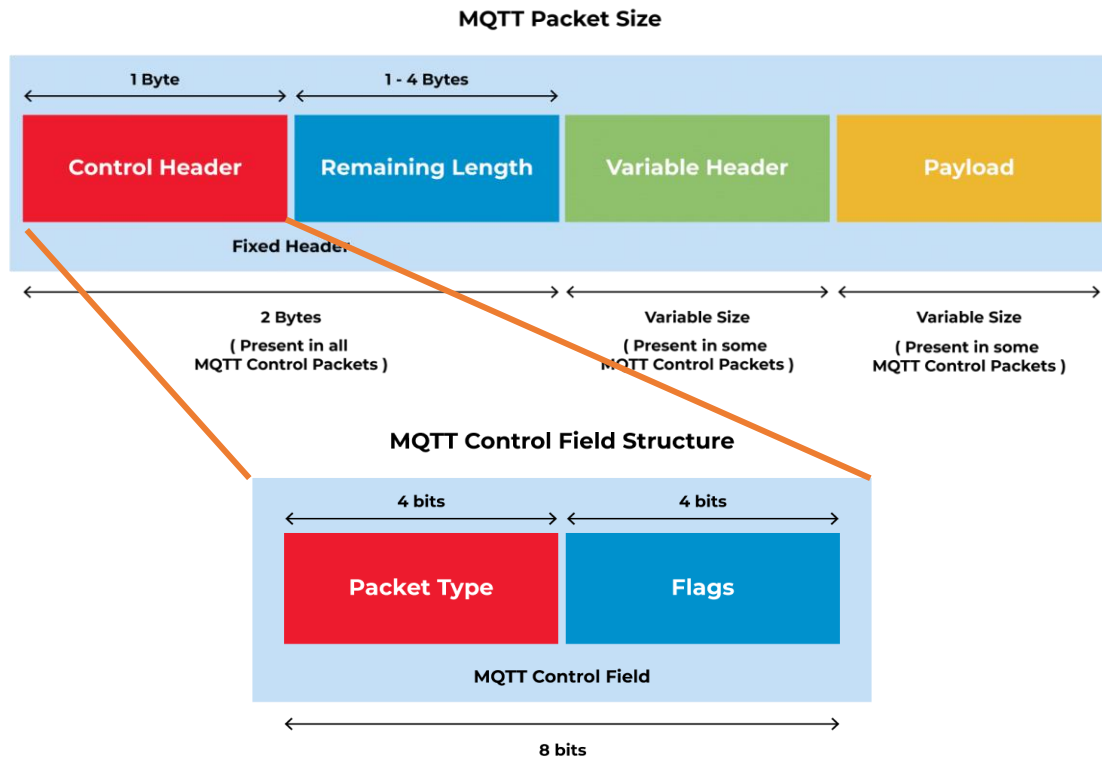 MQTT Packet Size
1 Byte
1 - 4 Bytes
Control Header
Remaining Length
Variable Header
Payload
Fixed Header
2 Bytes
( Present in all
MQTT Control Packets )
Variable Size
( Present in some
MQTT Control Packets )
Variable Size
( Present in some
MQTT Control Packets )
MQTT Control Field Structure
4 bits
4 bits
Packet Type
Flags
MQTT Control Field
8 bits